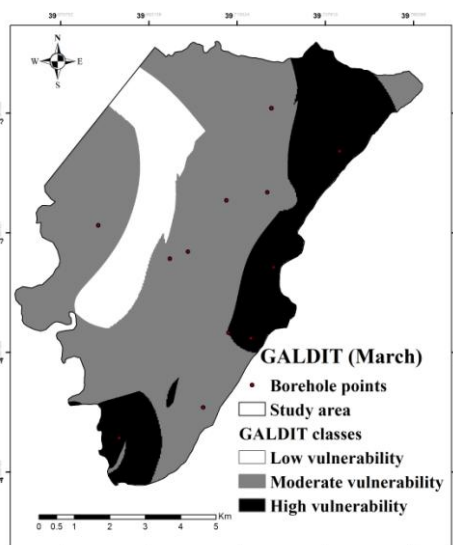 39 39 39 39 39
N
W E
S
GALDIT (March)
Borehole points
Study area
GALDIT classes
Low vulnerability
Moderate vulnerability
High vulnerability
Km
0 0.5 1 2 3 4 5